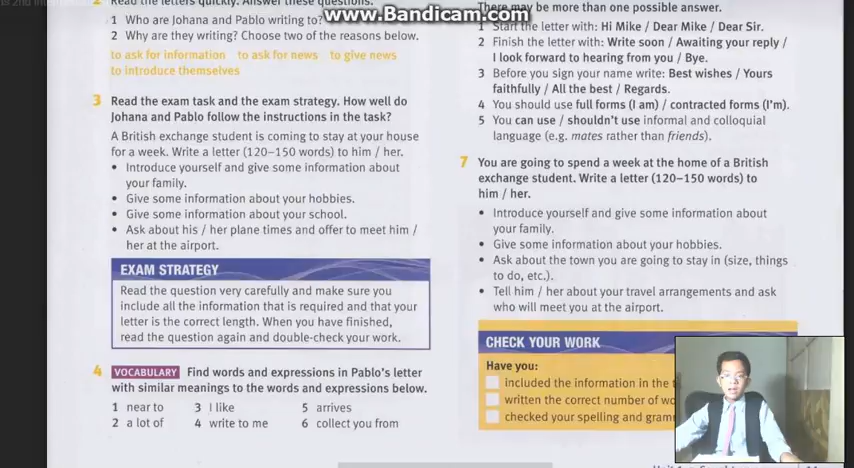 www.Bandicam.com
2 Read the letters quickly. Answer these questions.
1 Who are Johana and Pablo writing to?
2 Why are they writing? Choose two of the reasons below.
to ask for information to ask for news to give news
to introduce themselves
3 Read the exam task and the exam strategy. How well do
Johana and Pablo follow the instructions in the task?
A British exchange student is coming to stay at your house
for a week. Write a letter (120–150 words) to him / her.
• Introduce yourself and give some information about
your family.
• Give some information about your hobbies.
• Give some information about your school.
• Ask about his / her plane times and offer to meet him /
her at the airport.
EXAM STRATEGY
Read the question very carefully and make sure you
include all the information that is required and that your
letter is the correct length. When you have finished,
read the question again and double-check your work.
4 VOCABULARY Find words and expressions in Pablo's letter
with similar meanings to the words and expressions below.
1 near to 3 I like 5 arrives
2 a lot of 4 write to me 6 collect you from
There may be more than one possible answer.
1 Start the letter with: Hi Mike / Dear Mike / Dear Sir.
2 Finish the letter with: Write soon / Awaiting your reply /
I look forward to hearing from you / Bye.
3 Before you sign your name write: Best wishes / Yours
faithfully / All the best / Regards.
4 You should use full forms (I am) / contracted forms (I'm).
5 You can use / shouldn't use informal and colloquial
language (e.g. mates rather than friends).
7 You are going to spend a week at the home of a British
exchange student. Write a letter (120–150 words) to
him / her.
• Introduce yourself and give some information about
your family.
• Give some information about your hobbies.
• Ask about the town you are going to stay in (size, things
to do, etc.).
• Tell him / her about your travel arrangements and ask
who will meet you at the airport.
CHECK YOUR WORK
Have you:
included the information in the
written the correct number of
checked your spelling and